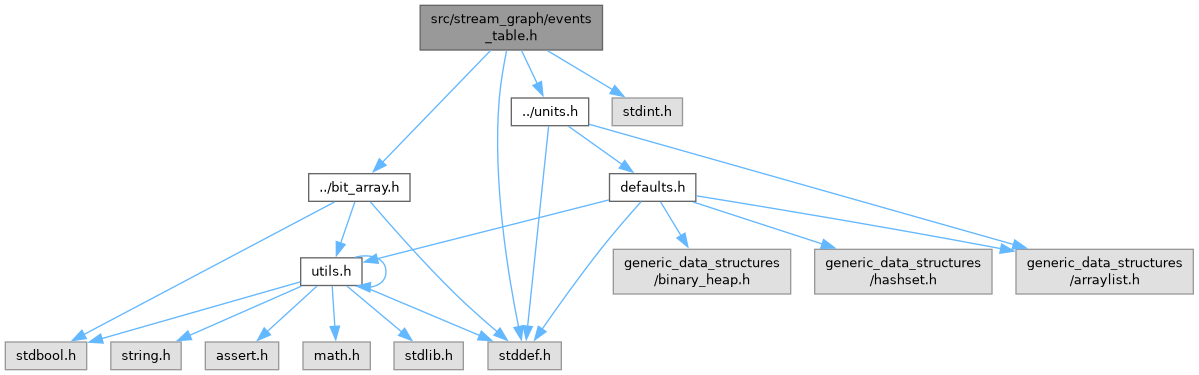 src/stream_graph/events
_table.h
../units.h
stdint.h
../bit_array.h
defaults.h
utils.h
generic_data_structures
/binary_heap.h
generic_data_structures
/hashset.h
generic_data_structures
/arraylist.h
stdbool.h
string.h
assert.h
math.h
stdlib.h
stddef.h